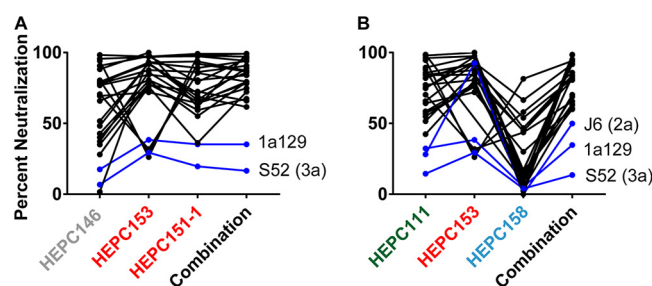 A
Percent Neutralization
100
50
0
1a129
S52 (3a)
HEPC146
HEPC153
HEPC151-1
Combination
B
100
50
0
J6 (2a)
1a129
S52 (3a)
HEPC111
HEPC153
HEPC158
Combination